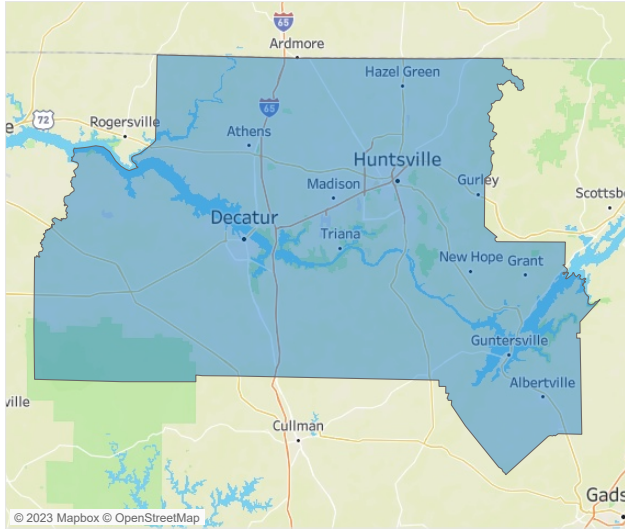 65
Ardmore
Hazel Green
65
72
Rogersville
e
Athens
Huntsville
Madison
Gurley
Scottsb
Decatur
Triana
New Hope
Grant
Guntersville
Albertville
ville
Cullman
Gads
© 2023 Mapbox © OpenStreetMap